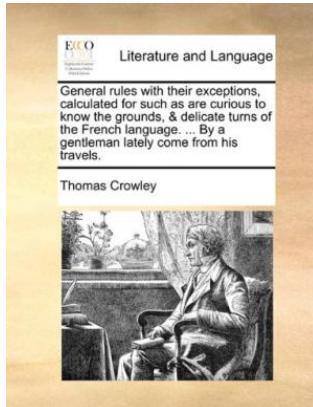 ECCO
Literature and Language
General rules with their exceptions,
calculated for such as are curious to
know the grounds, & delicate turns of
the French language. ... By a
gentleman lately come from his
travels.
Thomas Crowley